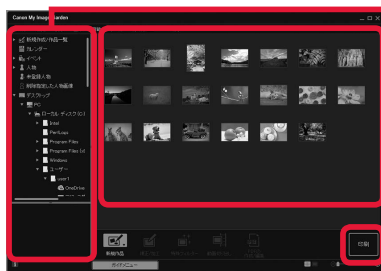 Canon My Image Garden
新規作成/作品一覧
カレンダー
イベント
人物
未登録人物
削除指定した人物画像
デスクトップ
PC
ローカル ディスク (C:)
Intel
PerfLogs
Program Files
Program Files (x8
Windows
ユーザー
user1
OneDrive
新規作品
印刷
ガイドメニュー